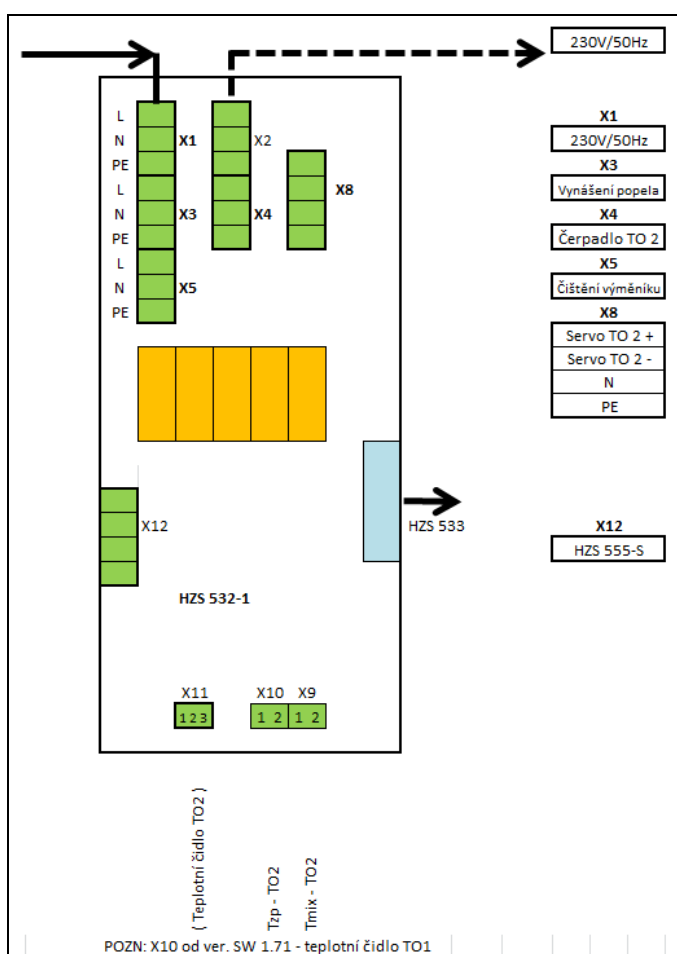 230V/50Hz
L
N X1 X2
PE
L X8
N X3 X4
PE
L
N X5
PE
X1
230V/50Hz
X3
Vynášení popela
X4
Čerpadlo TO 2
X5
Čištění výměníku
X8
Servo TO 2 +
Servo TO 2 -
N
PE
X12
HZS 533
X12
HZS 555-S
HZS 532-1
X11 X10 X9
1 2 3 1 2 1 2
( Teplotní čidlo TO2 )
Tzp - TO2
Tmix - TO2
POZN: X10 od ver. SW 1.71 - teplotní čidlo TO1